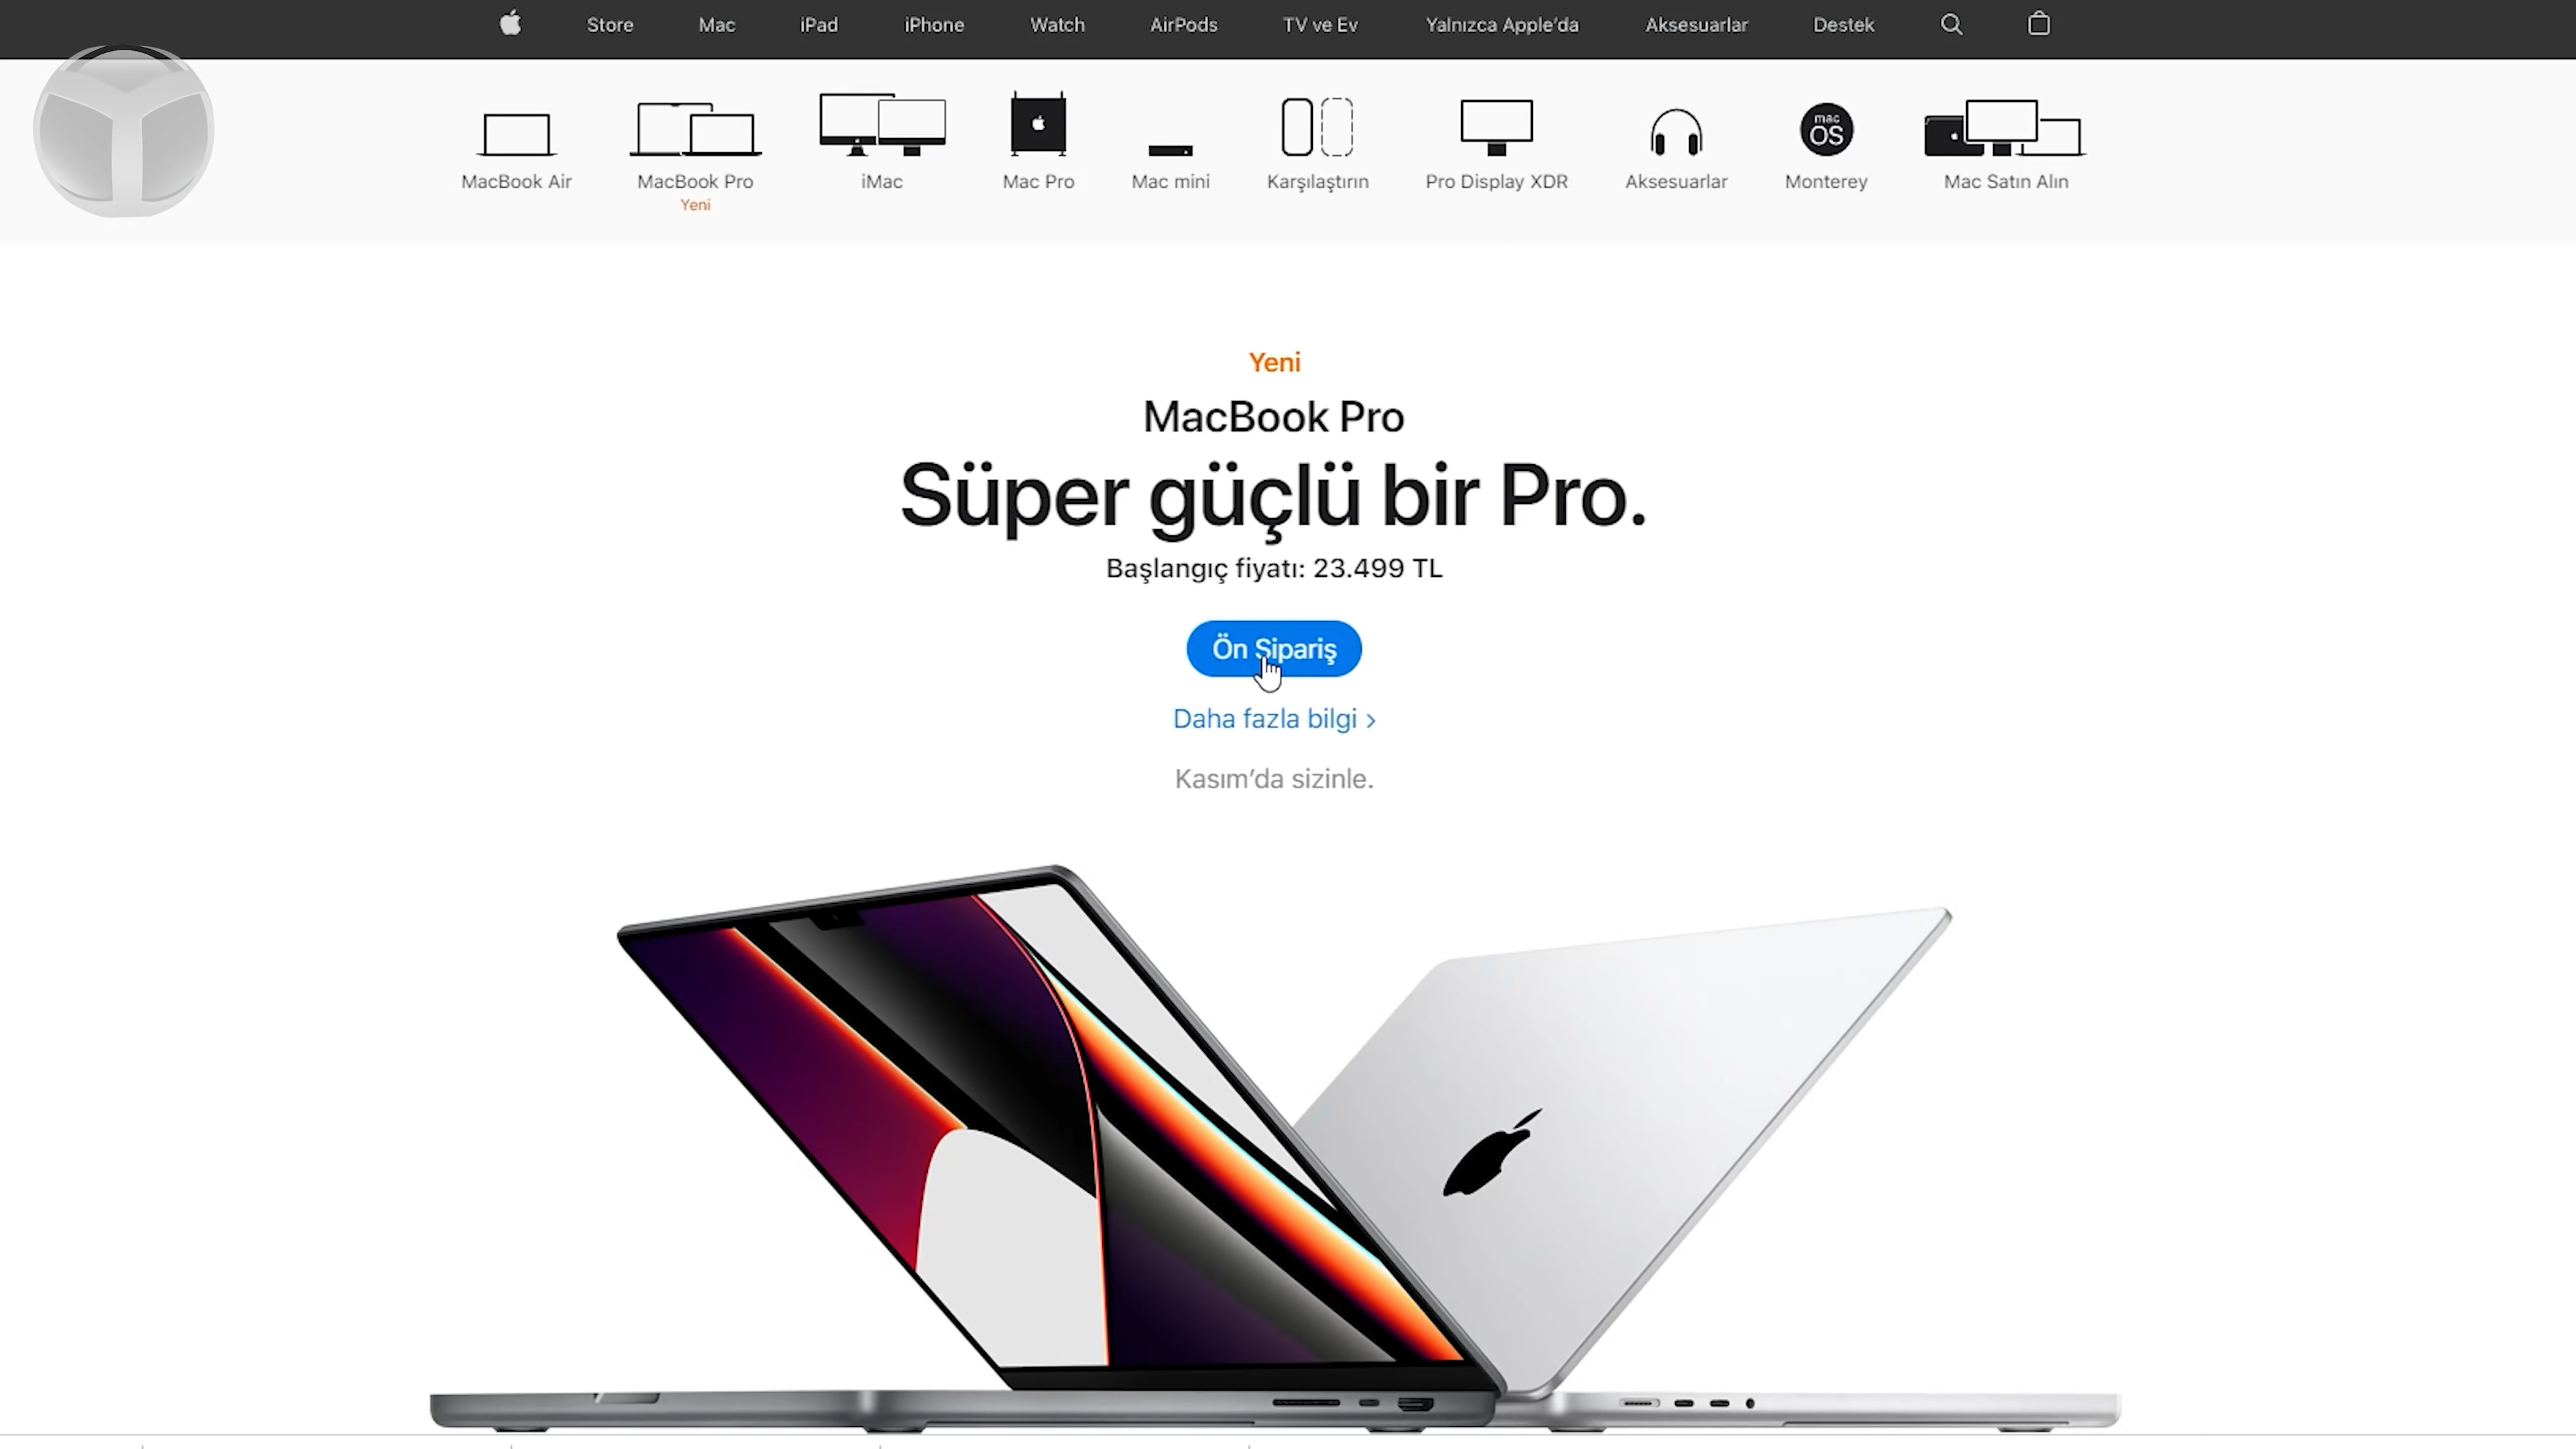 Store Mac iPad iPhone Watch AirPods TV ve Ev Yalnızca Apple'da Aksesuarlar Destek
mac
OS
MacBook Air MacBook Pro iMac Mac Pro Mac mini Karşılaştırın Pro Display XDR Aksesuarlar Monterey Mac Satın Alın
Yeni
Yeni
MacBook Pro
Süper güçlü bir Pro.
Başlangıç fiyatı: 23.499 TL
Ön Sipariş
Daha fazla bilgi >
Kasım'da sizinle.